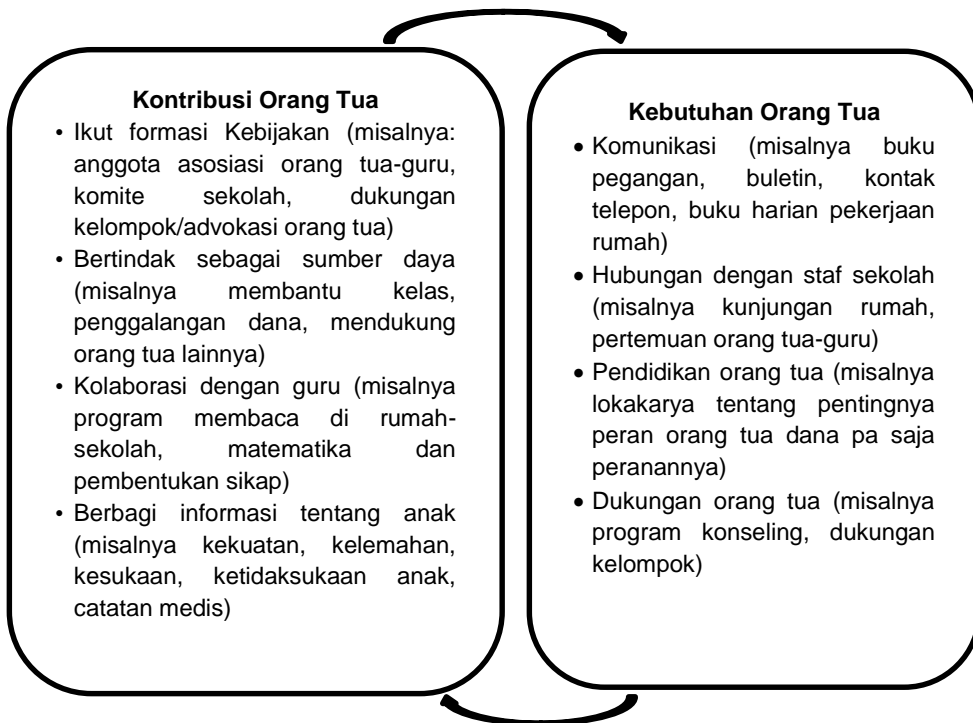 Kontribusi Orang Tua
• Ikut formasi Kebijakan (misalnya:
anggota asosiasi orang tua-guru,
komite sekolah, dukungan
kelompok/advokasi orang tua)
• Bertindak sebagai sumber daya
(misalnya membantu kelas,
penggalangan dana, mendukung
orang tua lainnya)
• Kolaborasi dengan guru (misalnya
program membaca di rumah-
sekolah, matematika dan
pembentukan sikap)
• Berbagi informasi tentang anak
(misalnya kekuatan, kelemahan,
kesukaan, ketidaksukaan anak,
catatan medis)
Kebutuhan Orang Tua
• Komunikasi (misalnya buku
pegangan, buletin, kontak
telepon, buku harian pekerjaan
rumah)
• Hubungan dengan staf sekolah
(misalnya kunjungan rumah,
pertemuan orang tua-guru)
• Pendidikan orang tua (misalnya
lokakarya tentang pentingnya
peran orang tua dana pa saja
peranannya)
• Dukungan orang tua (misalnya
program konseling, dukungan
kelompok)